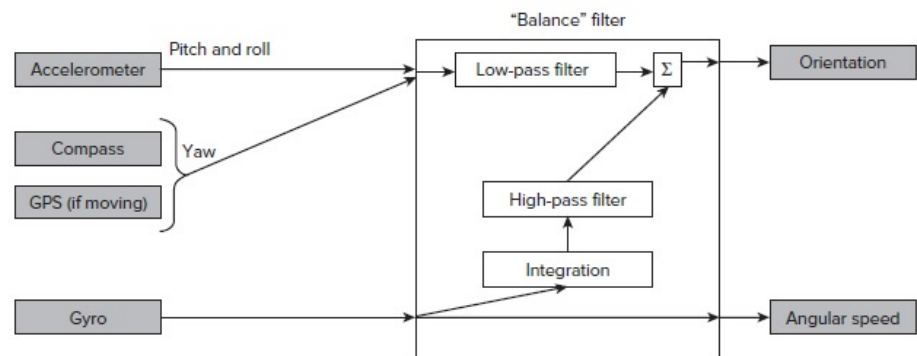 “Balance” filter
Pitch and roll
Accelerometer
Low-pass filter
Σ
Orientation
Compass
Yaw
GPS (if moving)
High-pass filter
Integration
Gyro
Angular speed